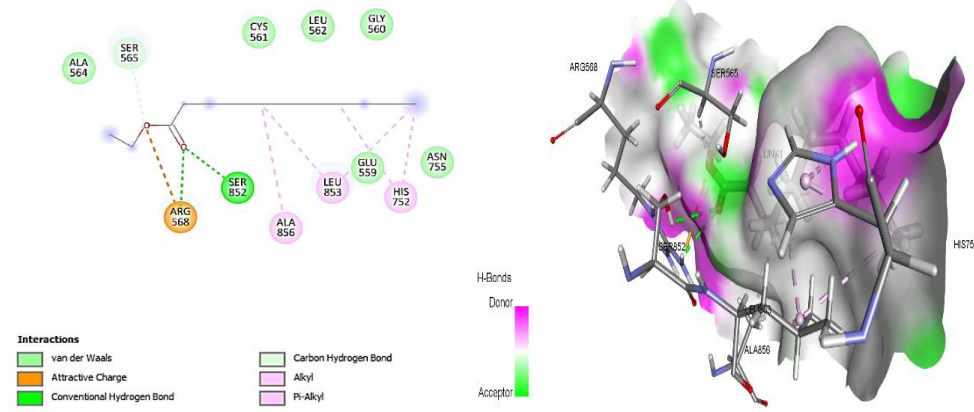 CYS
561
LEU
562
GLY
560
SER
565
ALA
564
GLU
559
ASN
755
SER
852
LEU
853
HIS
752
ARG
568
ALA
856
Interactions
van der Waals
Attractive Charge
Conventional Hydrogen Bond
Carbon Hydrogen Bond
Alkyl
Pi-Alkyl
H-Bonds
Donor
Acceptor
ARG568
SER565
UNK1
SER852
HIS75
ALA856